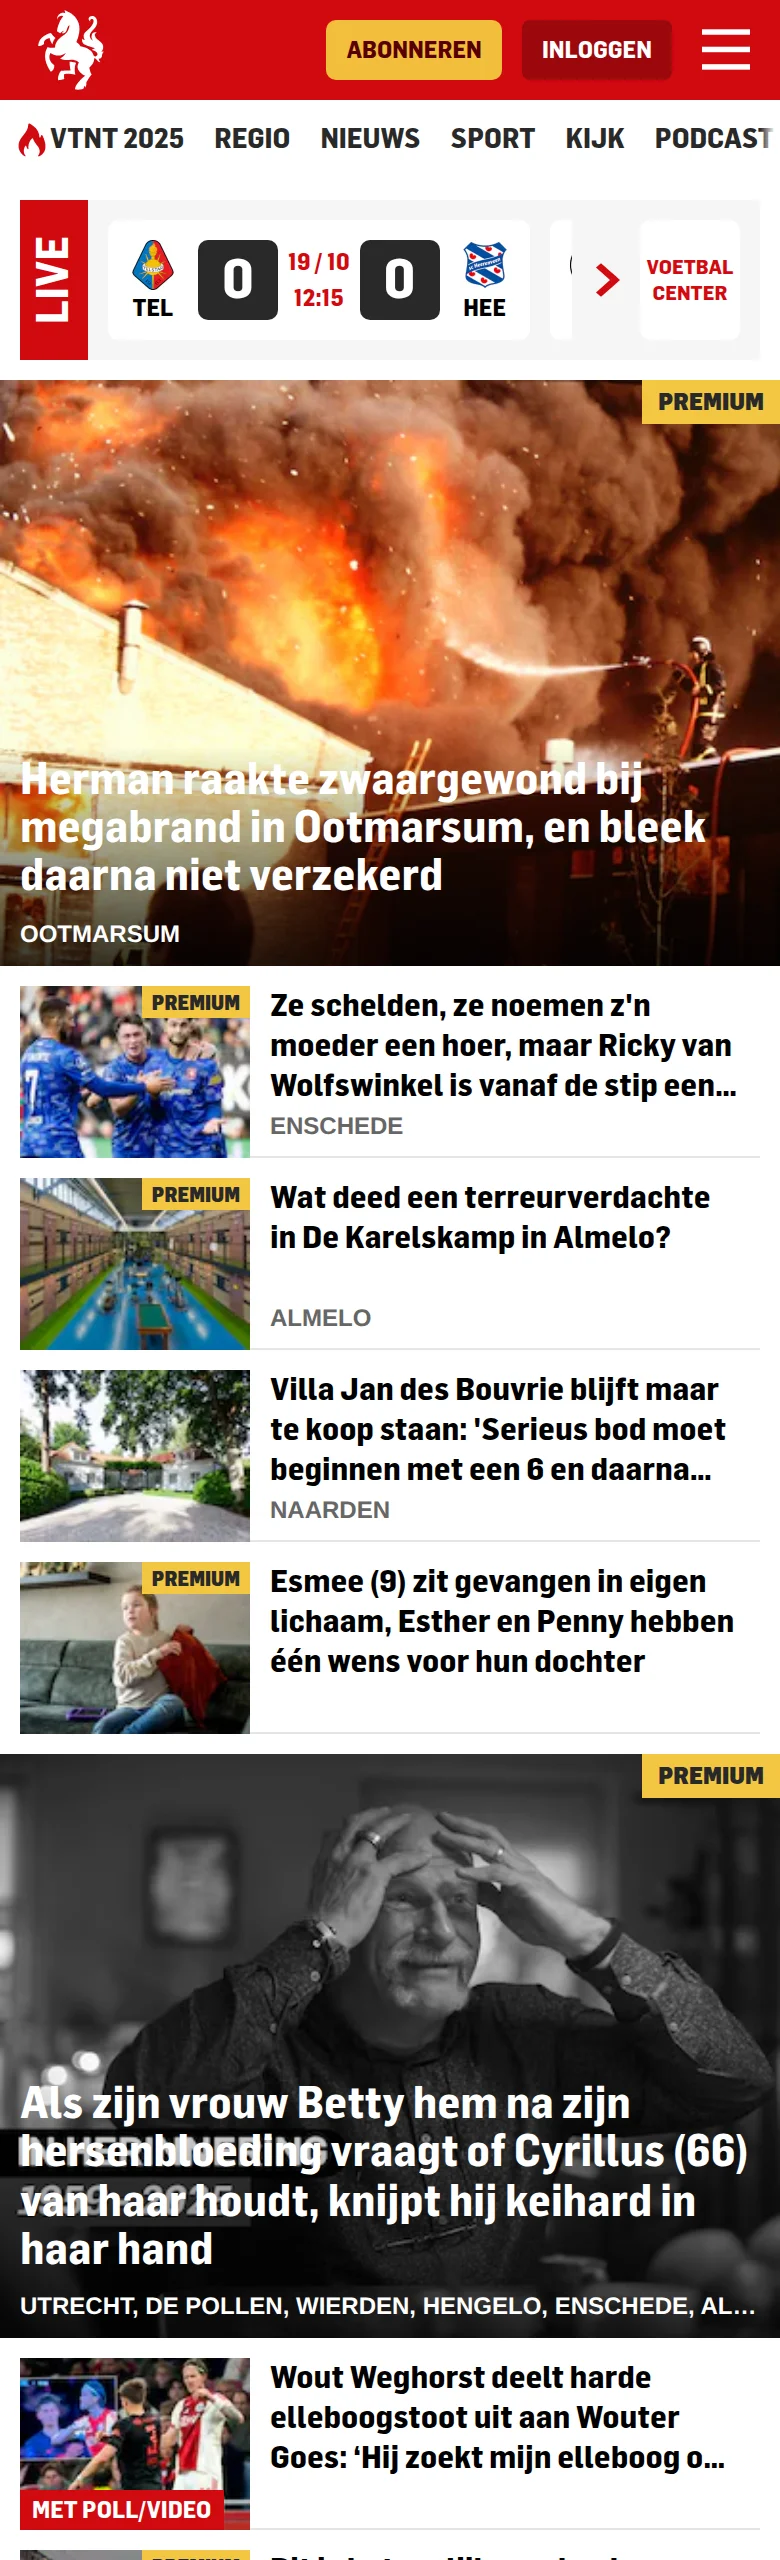 ABONNEREN
INLOGGEN
VTNT 2025 REGIO NIEUWS SPORT KIJK PODCAST
LIVE
TEL
0
19 / 10
12:15
0
HEE
VOETBAL
CENTER
PREMIUM
Herman raakte zwaargewond bij
megabrand in Ootmarsum, en bleek
daarna niet verzekerd
OOTMARSUM
PREMIUM
Ze schelden, ze noemen z'n
moeder een hoer, maar Ricky van
Wolfswinkel is vanaf de stip een...
ENSCHEDE
PREMIUM
Wat deed een terreurverdachte
in De Karelskamp in Almelo?
ALMELO
Villa Jan des Bouvrie blijft maar
te koop staan: 'Serieus bod moet
beginnen met een 6 en daarna...
NAARDEN
PREMIUM
Esmee (9) zit gevangen in eigen
lichaam, Esther en Penny hebben
één wens voor hun dochter
PREMIUM
Als zijn vrouw Betty hem na zijn
hersenbloeding vraagt of Cyrillus (66)
van haar houdt, knijpt hij keihard in
haar hand
UTRECHT, DE POLLEN, WIERDEN, HENGELO, ENSCHEDE, AL...
MET POLL/VIDEO
Wout Weghorst deelt harde
elleboogstoot uit aan Wouter
Goes: ‘Hij zoekt mijn elleboog o...